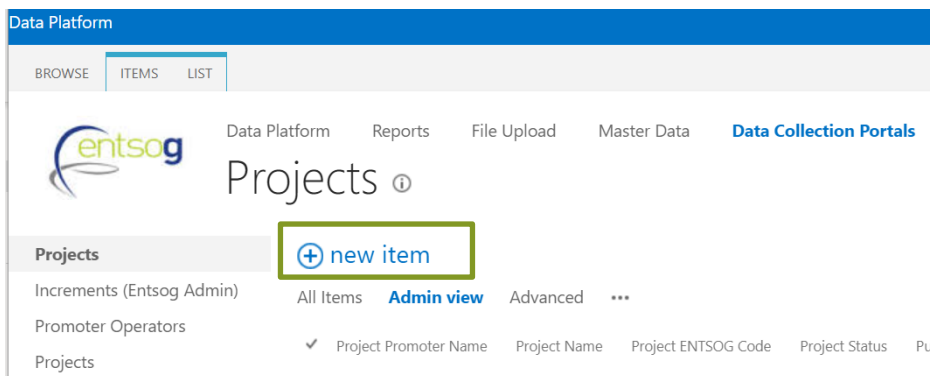 Data Platform
BROWSE ITEMS LIST
entsog
Data Platform Reports File Upload Master Data Data Collection Portals
Projects
Projects
Increments (Entsog Admin)
Promoter Operators
Projects
new item
All Items Admin view Advanced ...
Project Promoter Name Project Name Project ENTSOG Code Project Status